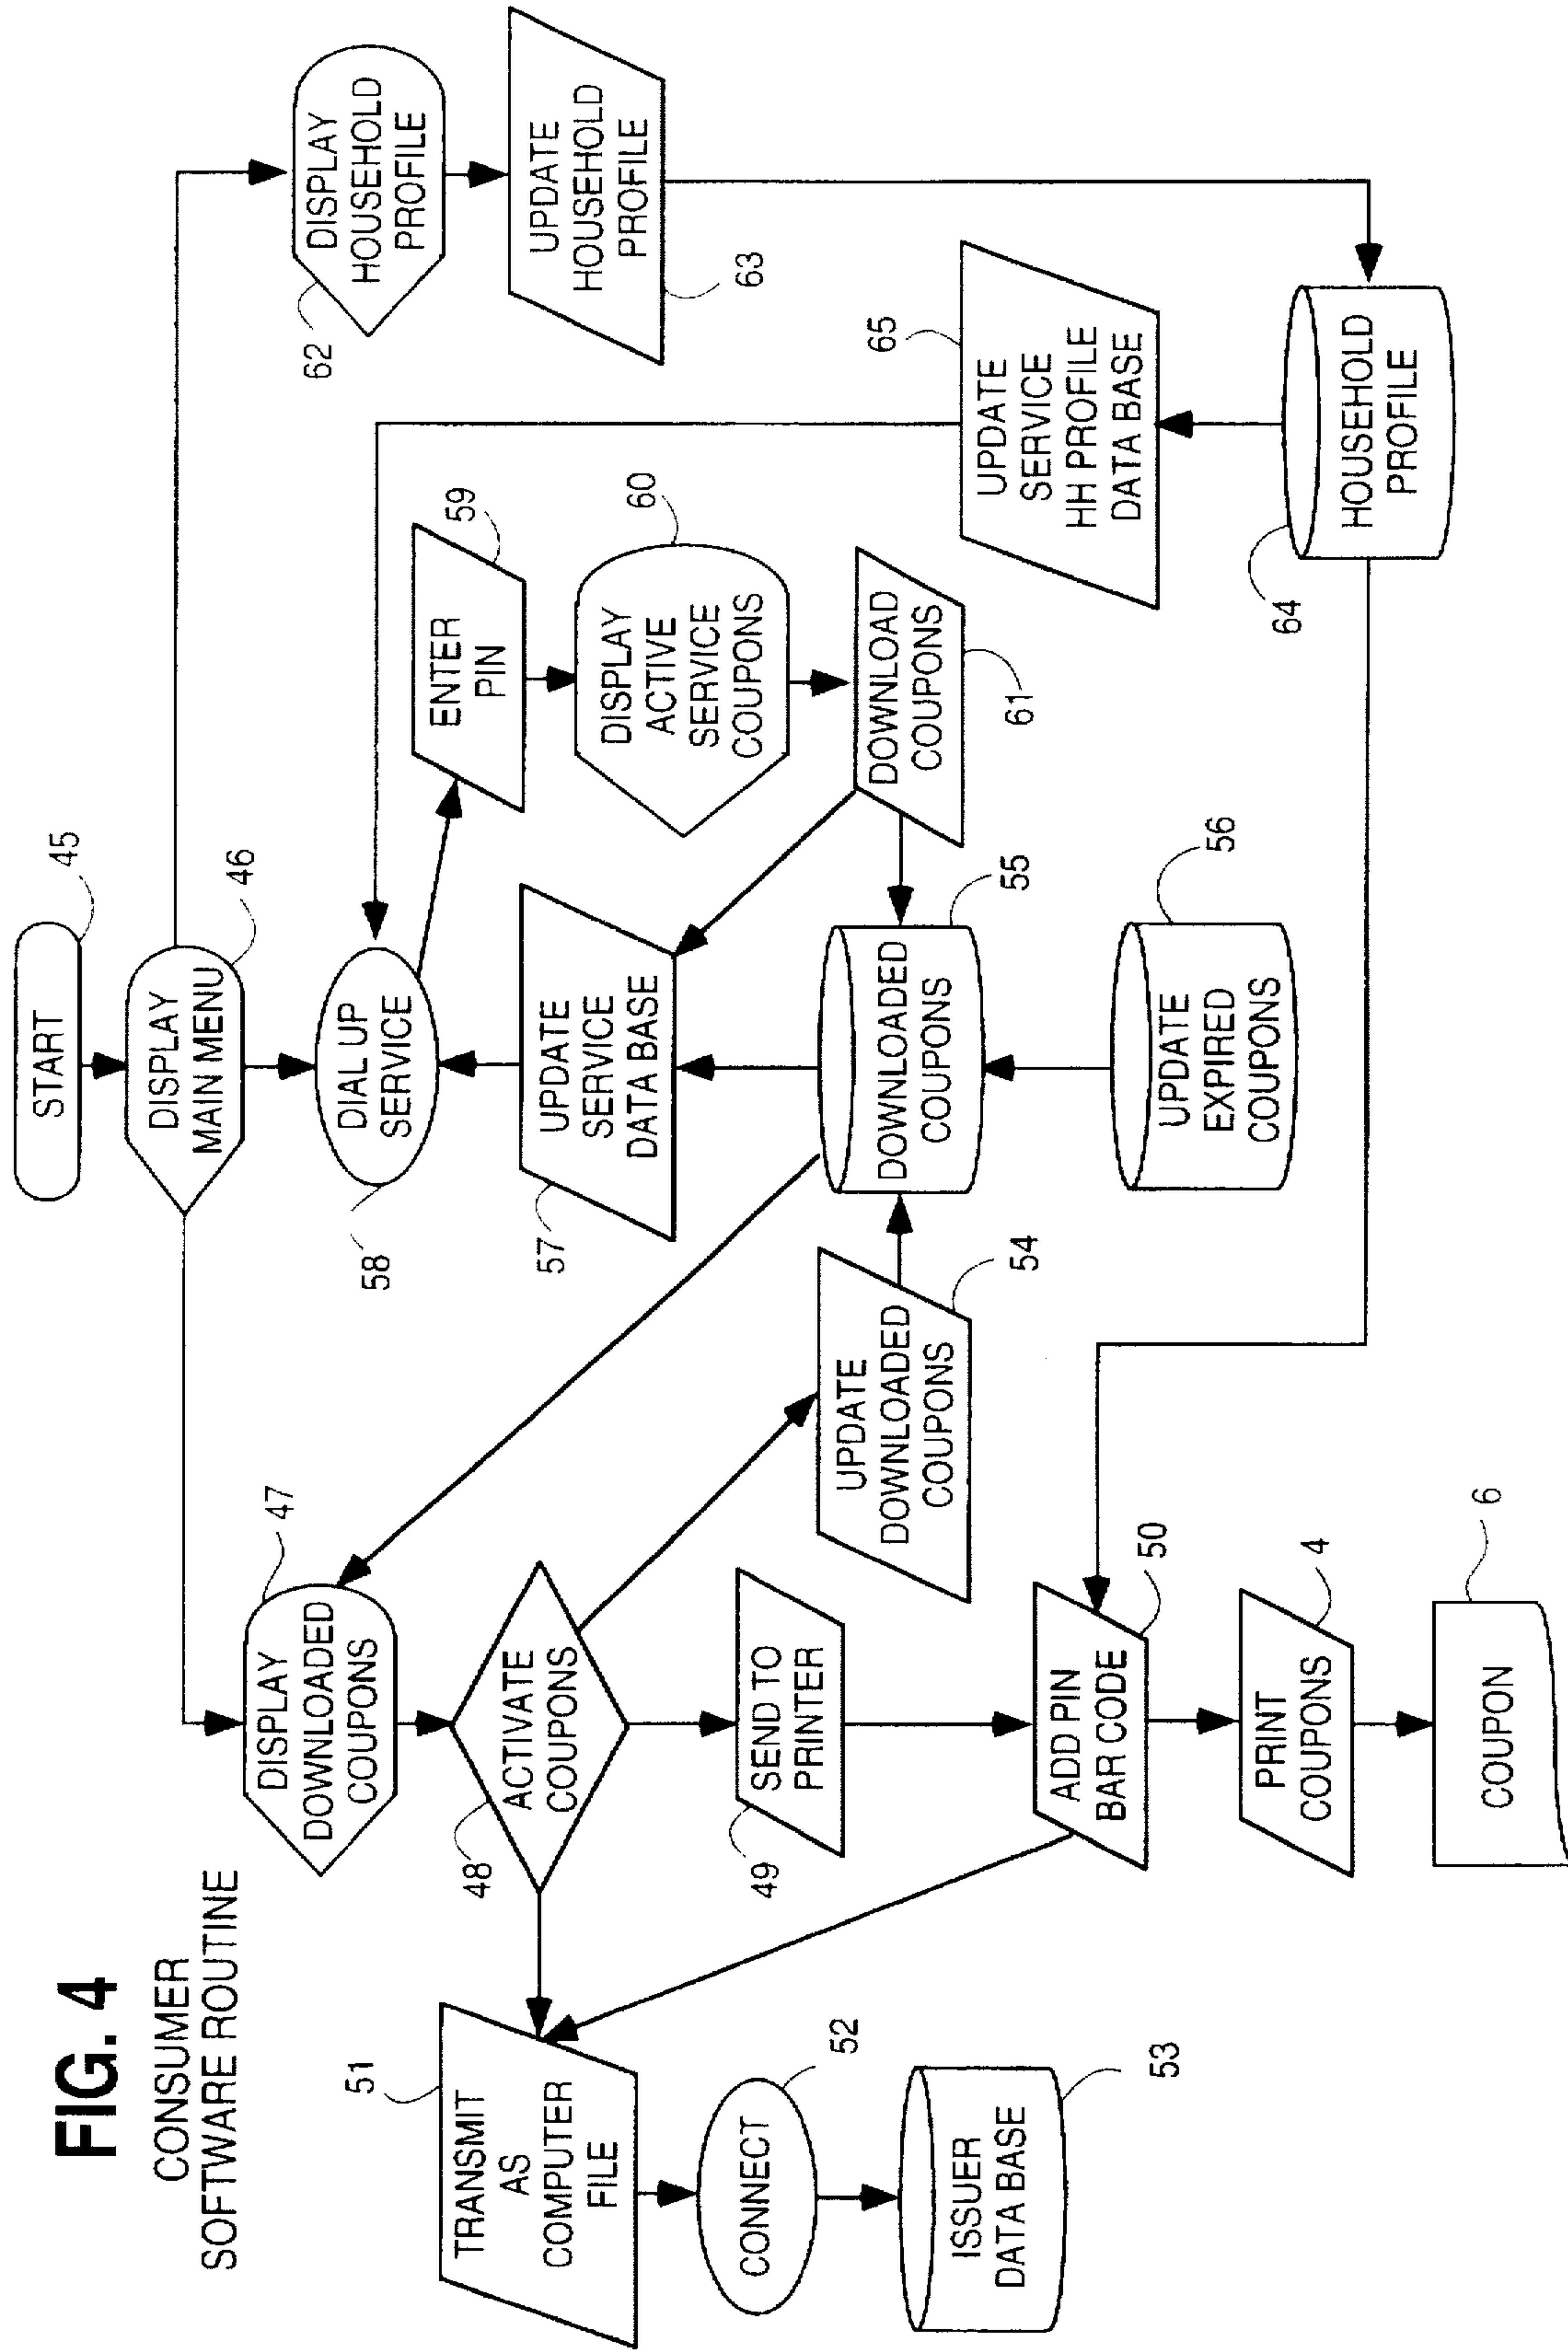 FIG. 4
CONSUMER
SOFTWARE ROUTINE
START
45
DISPLAY
MAIN MENU
46
DISPLAY
DOWNLOADED
COUPONS
47
ACTIVATE
COUPONS
48
SEND TO
PRINTER
49
ADD PIN
BAR CODE
50
PRINT
COUPONS
4
COUPON
6
TRANSMIT
AS
COMPUTER
FILE
51
CONNECT
52
ISSUER
DATA BASE
53
UPDATE
DOWNLOADED
COUPONS
54
DOWNLOADED
COUPONS
55
UPDATE
EXPIRED
COUPONS
56
UPDATE
SERVICE
DATA BASE
57
DIAL UP
SERVICE
58
ENTER
PIN
59
DISPLAY
ACTIVE
SERVICE
COUPONS
60
DOWNLOAD
COUPONS
61
DISPLAY
HOUSEHOLD
PROFILE
62
UPDATE
HOUSEHOLD
PROFILE
63
HOUSEHOLD
PROFILE
64
UPDATE
SERVICE
HH PROFILE
DATA BASE
65